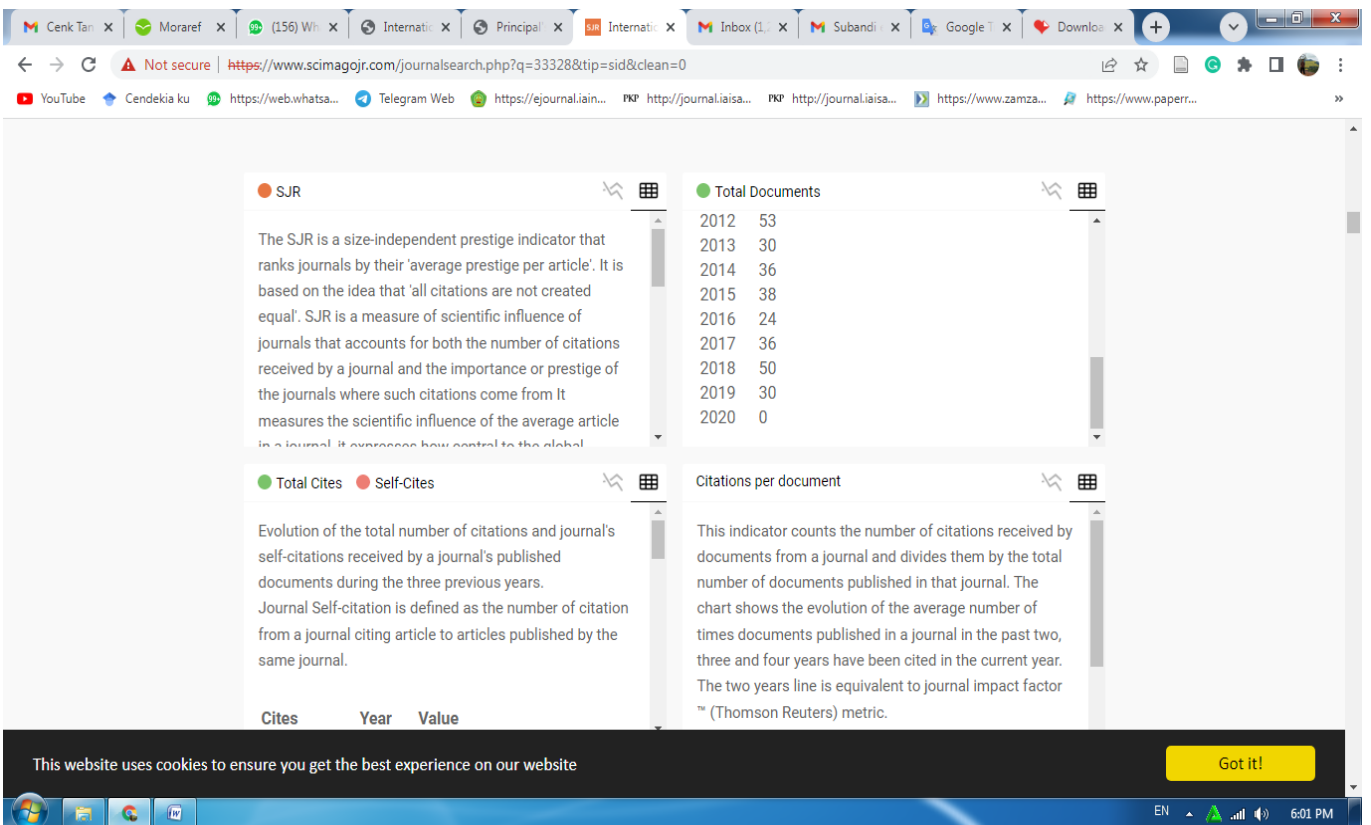 Cenk Tan Moraref (156) Wh Internatic Principal' Internatic Inbox (1, Subandi Google T Downloa
Not secure | https://www.scimagojr.com/journalsearch.php?q=33328&tip=sid&clean=0
YouTube Cendekia ku https://web.whatsa... Telegram Web https://ejournal.iain... PKP http://journal.iaisa... PKP http://journal.iaisa... https://www.zamza... https://www.paperr... »
SJR
The SJR is a size-independent prestige indicator that
ranks journals by their 'average prestige per article'. It is
based on the idea that 'all citations are not created
equal'. SJR is a measure of scientific influence of
journals that accounts for both the number of citations
received by a journal and the importance or prestige of
the journals where such citations come from It
measures the scientific influence of the average article
in a journal, it expresses how central to the global
Total Documents
2012 53
2013 30
2014 36
2015 38
2016 24
2017 36
2018 50
2019 30
2020 0
Total Cites Self-Cites
Evolution of the total number of citations and journal's
self-citations received by a journal's published
documents during the three previous years.
Journal Self-citation is defined as the number of citation
from a journal citing article to articles published by the
same journal.
Cites Year Value
Citations per document
This indicator counts the number of citations received by
documents from a journal and divides them by the total
number of documents published in that journal. The
chart shows the evolution of the average number of
times documents published in a journal in the past two,
three and four years have been cited in the current year.
The two years line is equivalent to journal impact factor
™ (Thomson Reuters) metric.
This website uses cookies to ensure you get the best experience on our website
Got it!
EN 6:01 PM